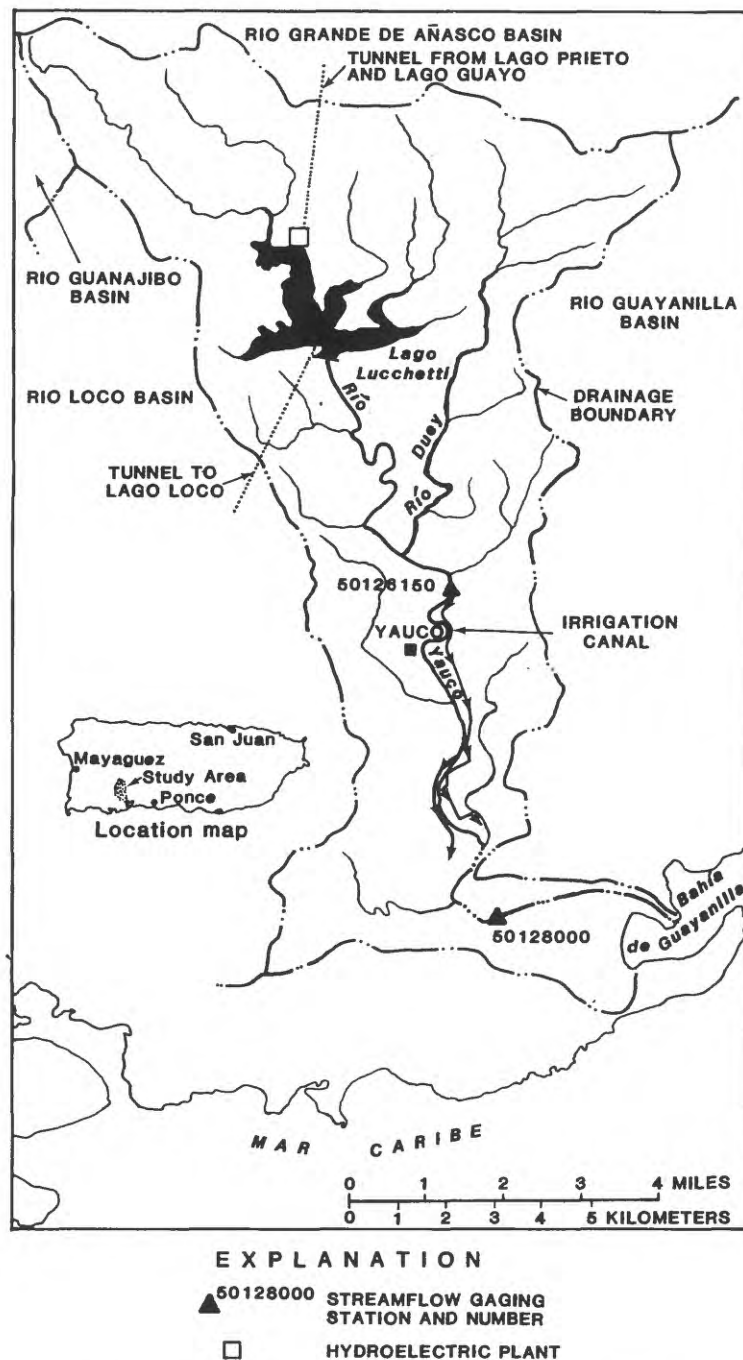 RIO GRANDE DE AÑASCO BASIN
TUNNEL FROM LAGO PRIETO
AND LAGO GUAYO
RIO GUANAJIBO
BASIN
RIO GUAYANILLA
BASIN
Lago
Lucchetti
RIO LOCO BASIN
Río
DRAINAGE
BOUNDARY
Duey
Río
TUNNEL TO
LAGO LOCO
50126150
YAUCO
IRRIGATION
CANAL
Yauco
San Juan
Mayaguez
Study Area
Ponce
Location map
Bahía
de Guayanilla
50128000
MAR CARIBE
0 1 2 3 4 MILES
0 1 2 3 4 5 KILOMETERS
EXPLANATION
50128000 STREAMFLOW GAGING
STATION AND NUMBER
HYDROELECTRIC PLANT